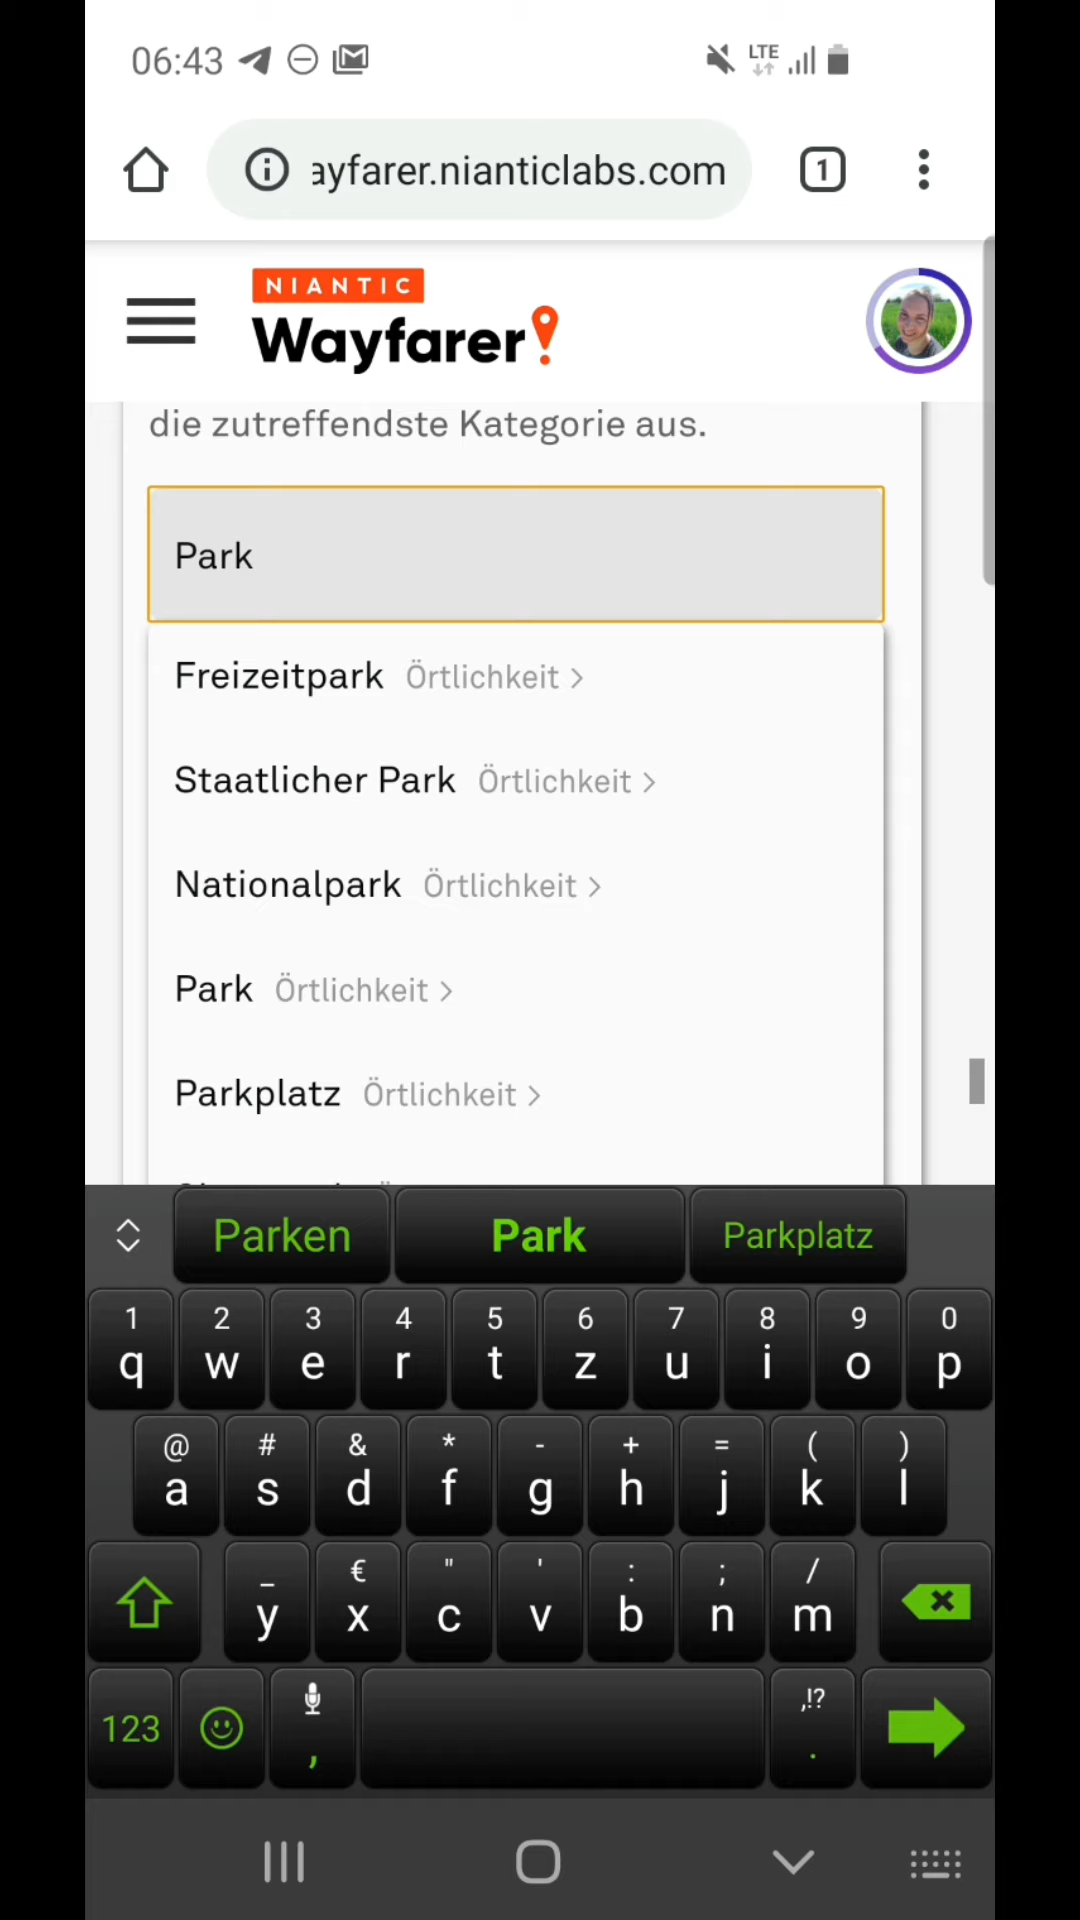 06:43 LTE
ayfarer.nianticlabs.com 1
NIANTIC
Wayfarer
die zutreffendste Kategorie aus.
Park
Freizeitpark Örtlichkeit >
Staatlicher Park Örtlichkeit >
Nationalpark Örtlichkeit >
Park Örtlichkeit >
Parkplatz Örtlichkeit >
Parken Park Parkplatz
1 2 3 4 5 6 7 8 9 0
q w e r t z u i o p
@ # & * - + = ( )
a s d f g h j k l
_ € " ' : ; /
y x c v b n m
,!?
123 , .